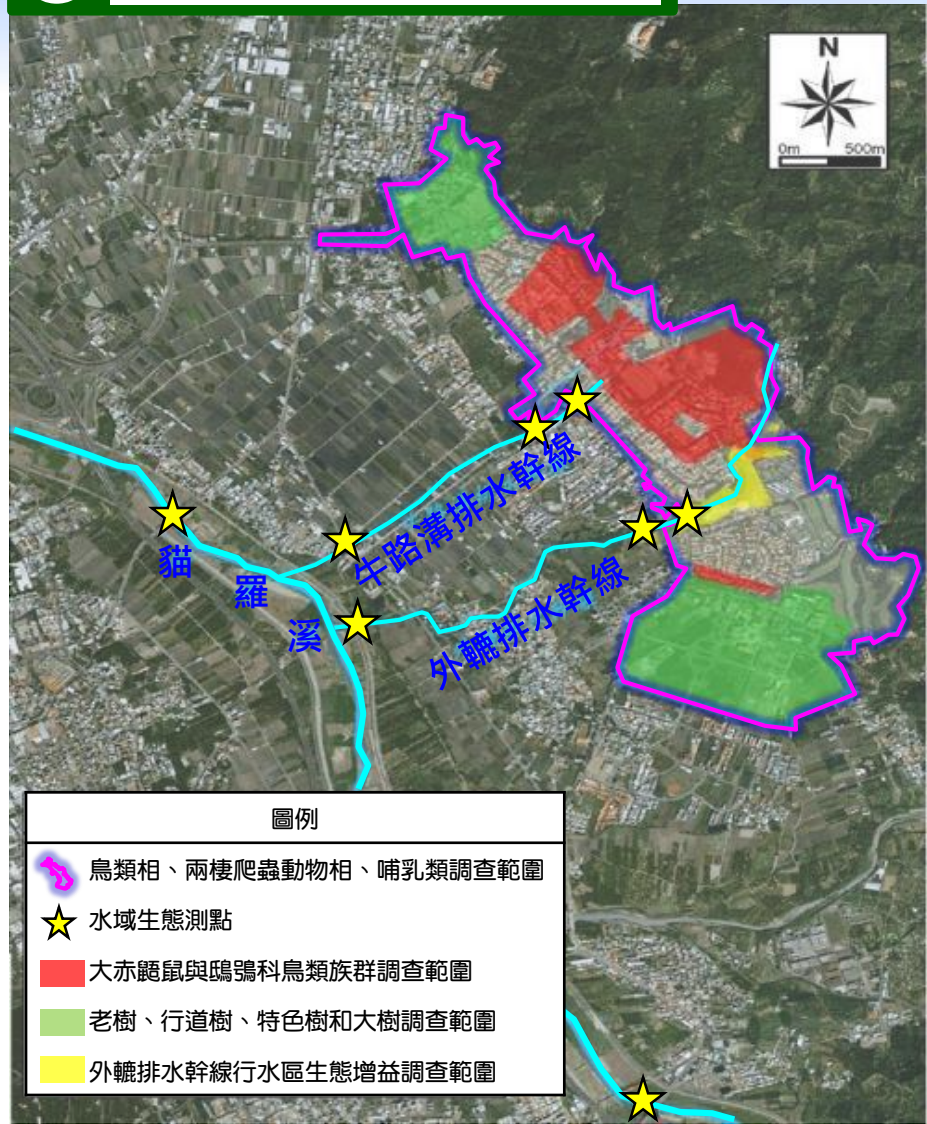 N
0m 500m
牛路溝排水幹線
貓
羅
溪
外轆排水幹線
圖例
鳥類相、兩棲爬蟲動物相、哺乳類調查範圍
水域生態測點
大赤鼯鼠與鴟鴞科鳥類族群調查範圍
老樹、行道樹、特色樹和大樹調查範圍
外轆排水幹線行水區生態增益調查範圍